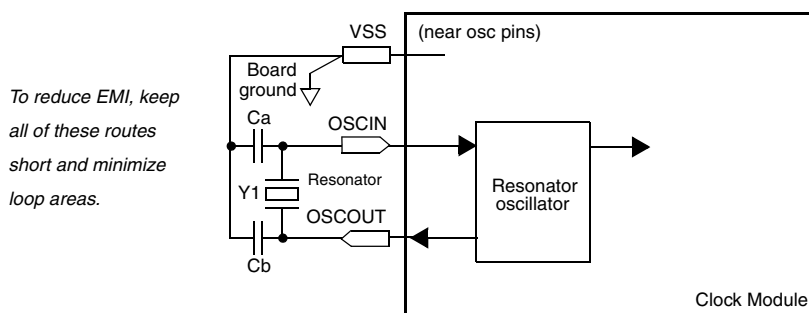 VSS
(near osc pins)
Board
ground
To reduce EMI, keep
all of these routes
short and minimize
loop areas.
Ca
OSCIN
Y1
Resonator
OSCOUT
Cb
Resonator
oscillator
Clock Module